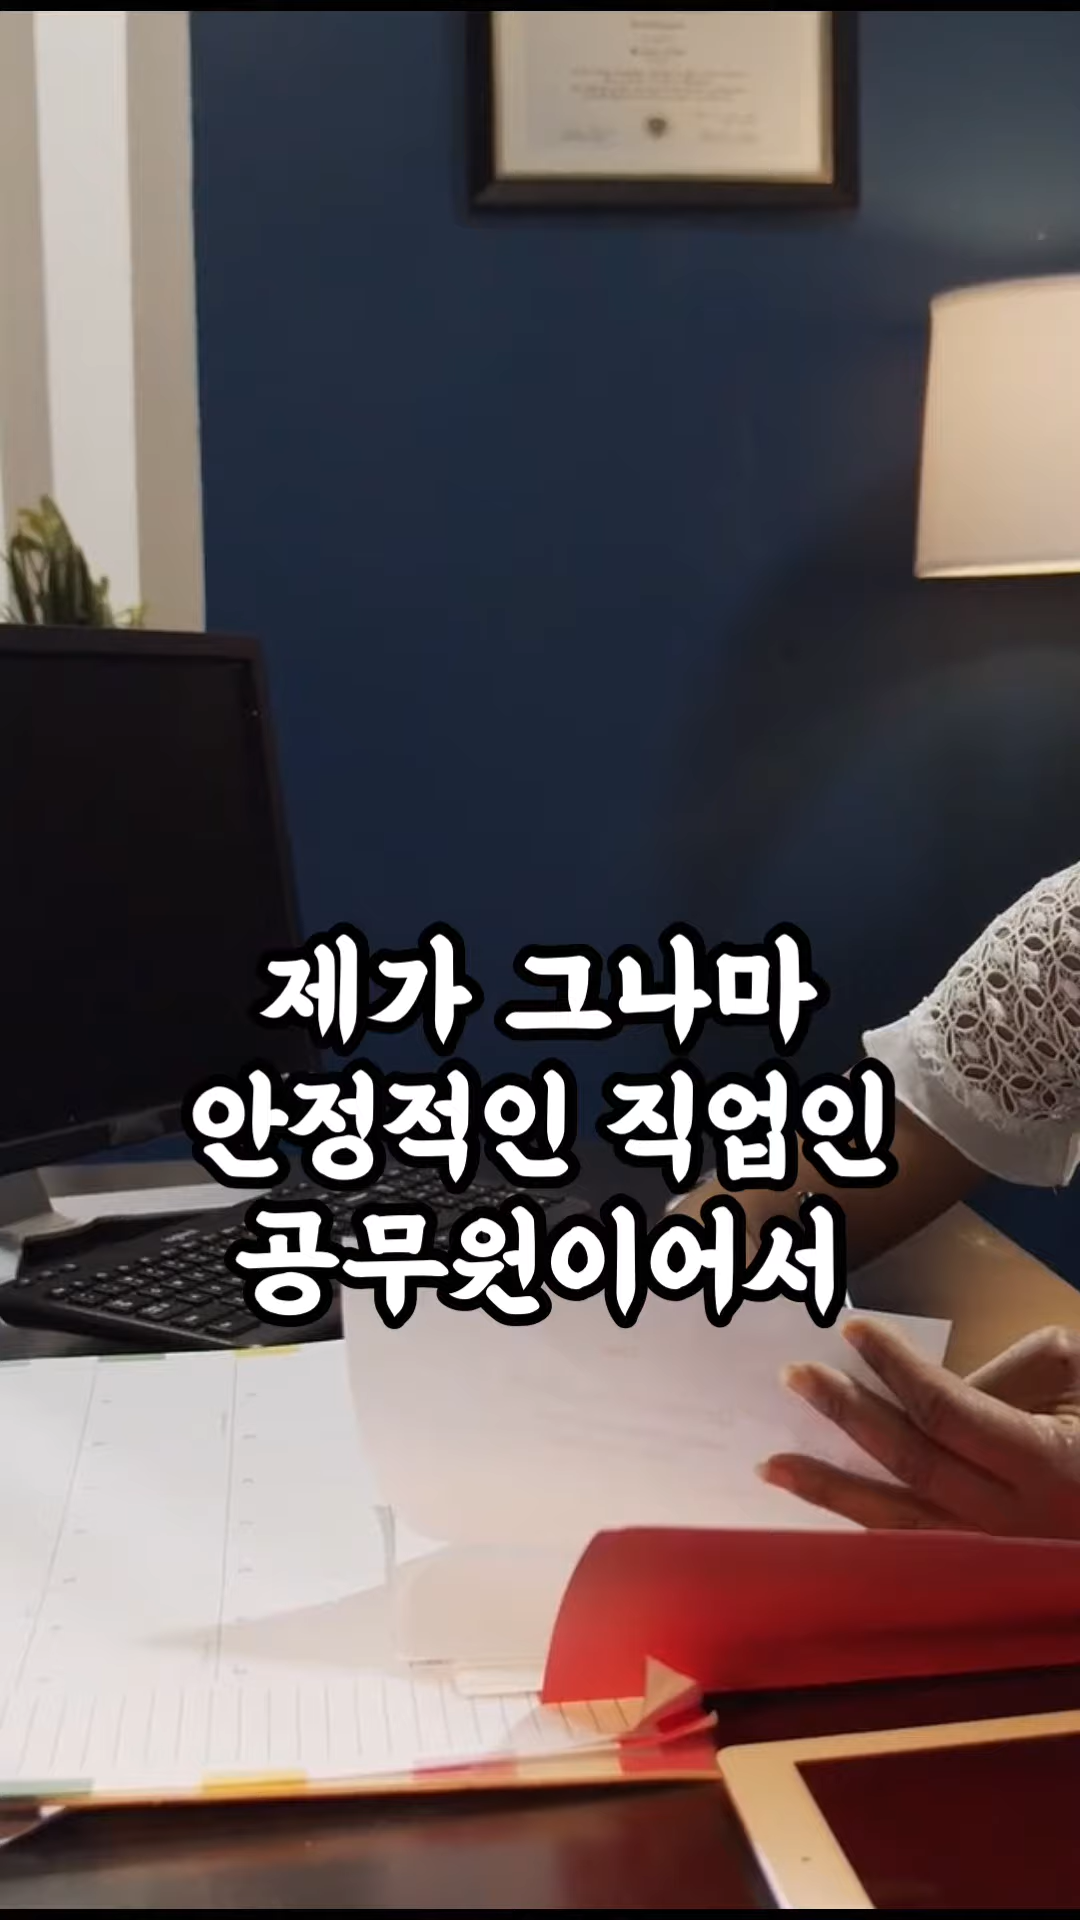 제가 그나마
안정적인 직업인
공무원이어서